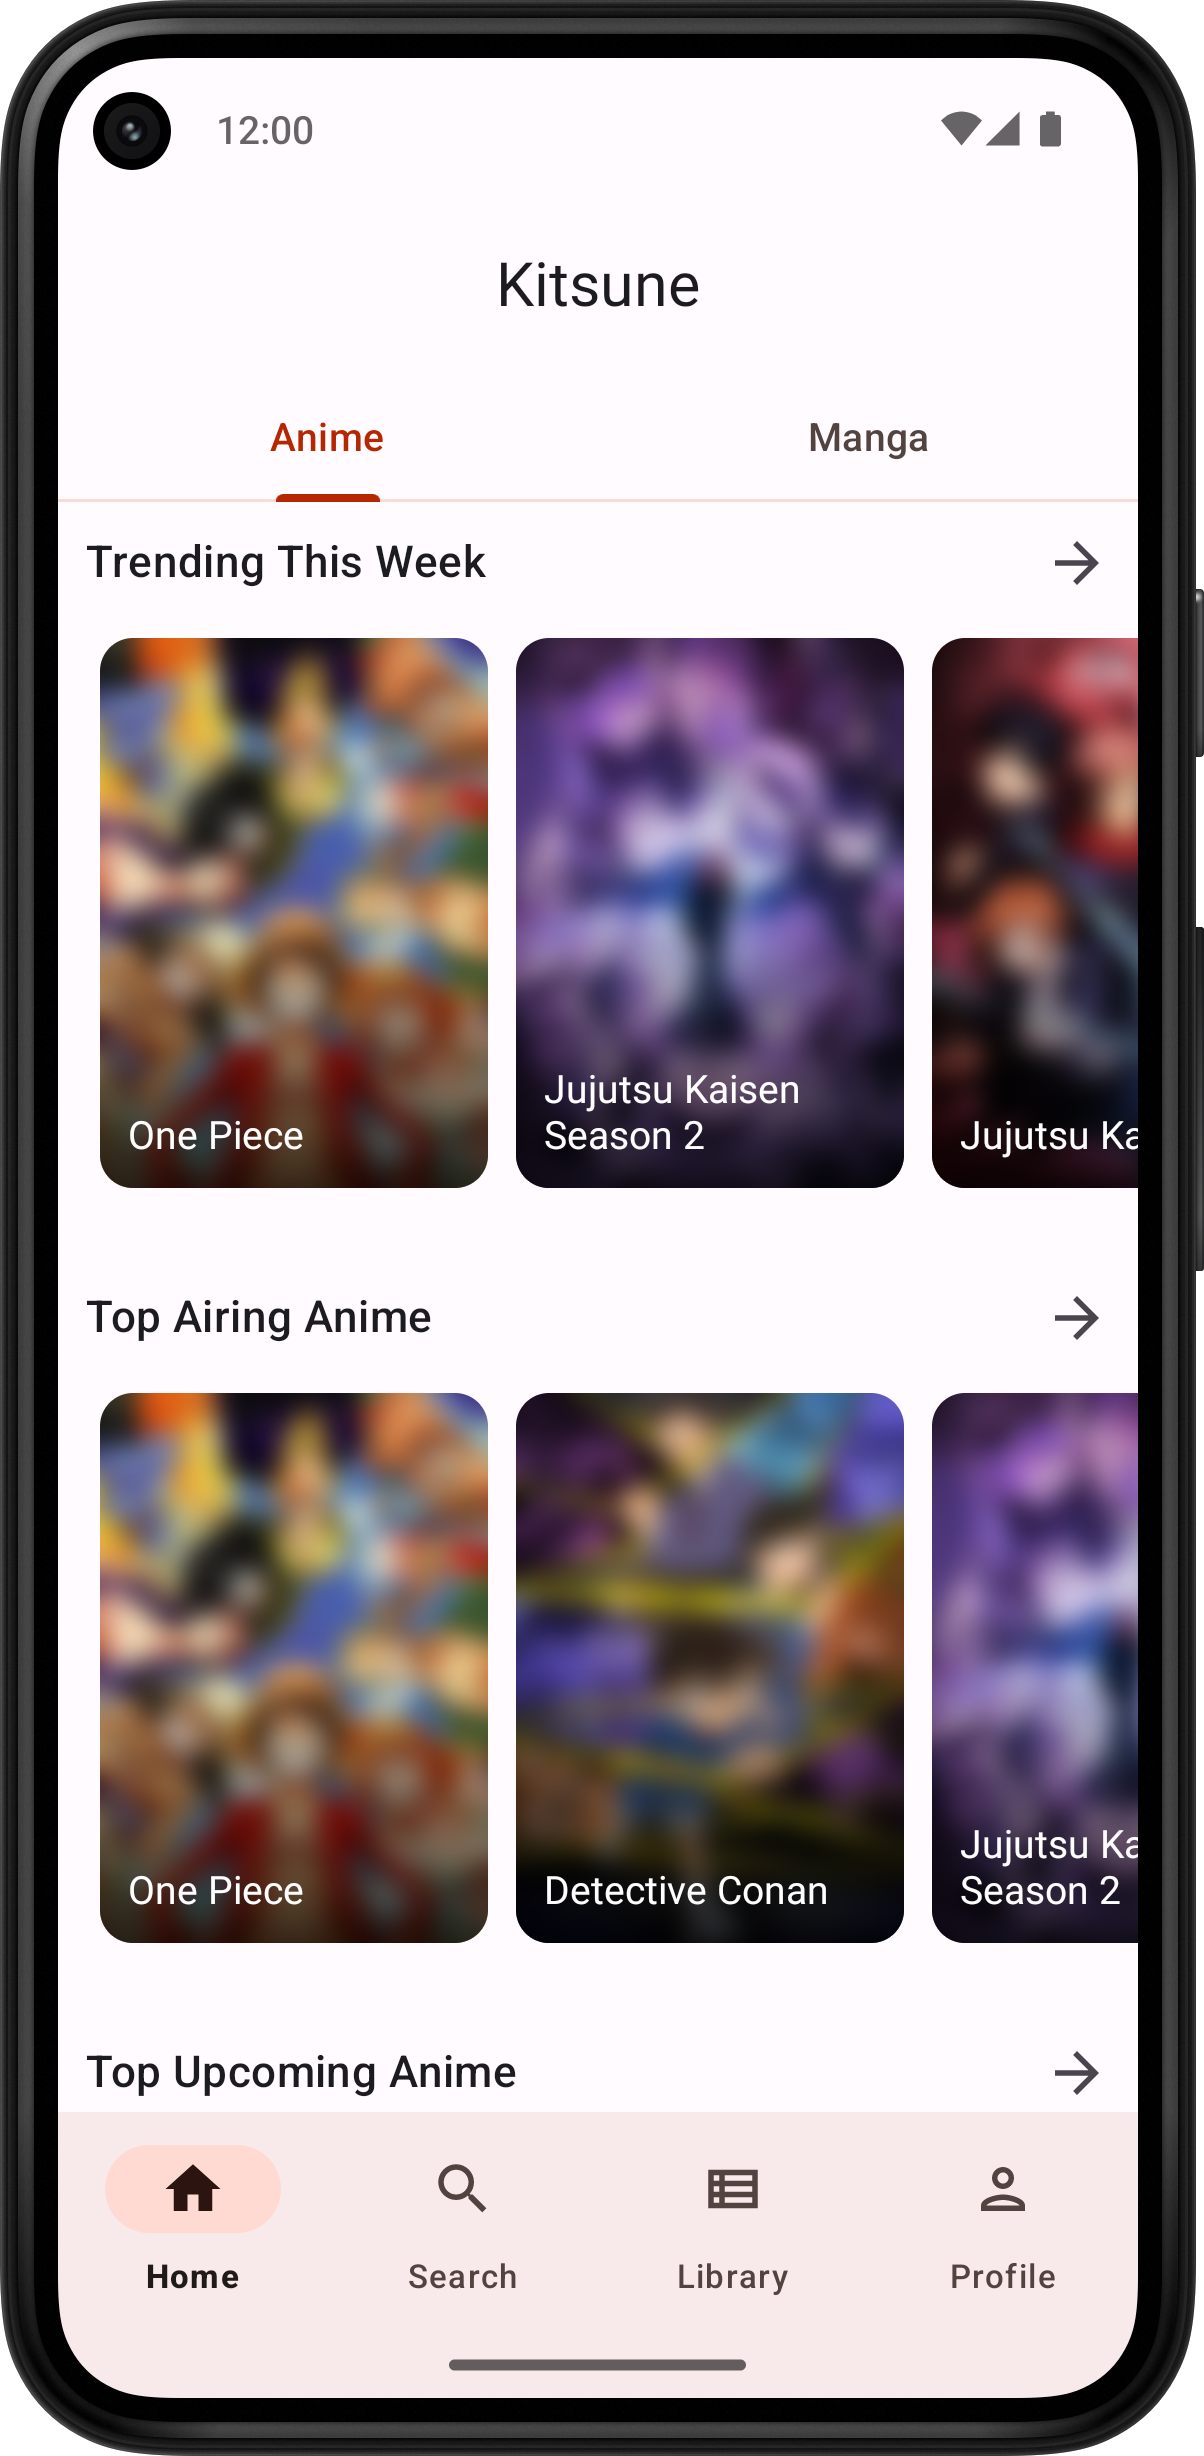 12:00
Kitsune
Anime
Manga
Trending This Week
One Piece
Jujutsu Kaisen
Season 2
Jujutsu Ka
Top Airing Anime
One Piece
Detective Conan
Jujutsu Ka
Season 2
Top Upcoming Anime
Home
Search
Library
Profile